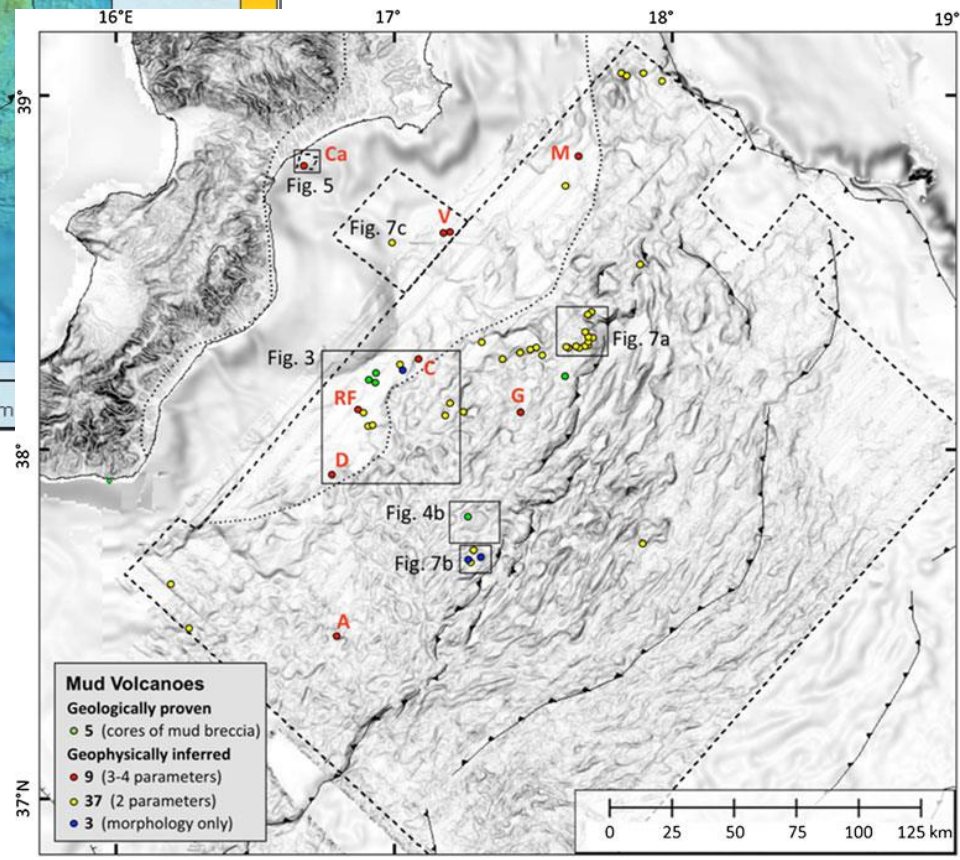 16°E 17° 18° 19°
39°
Ca
M
Fig. 5
V
Fig. 7c
Fig. 3
Fig. 7a
C
RF
G
38°
D
m
Fig. 4b
Fig. 7b
A
Mud Volcanoes
Geologically proven
5 (cores of mud breccia)
Geophysically inferred
9 (3-4 parameters)
37 (2 parameters)
3 (morphology only)
37°N
0 25 50 75 100 125 km